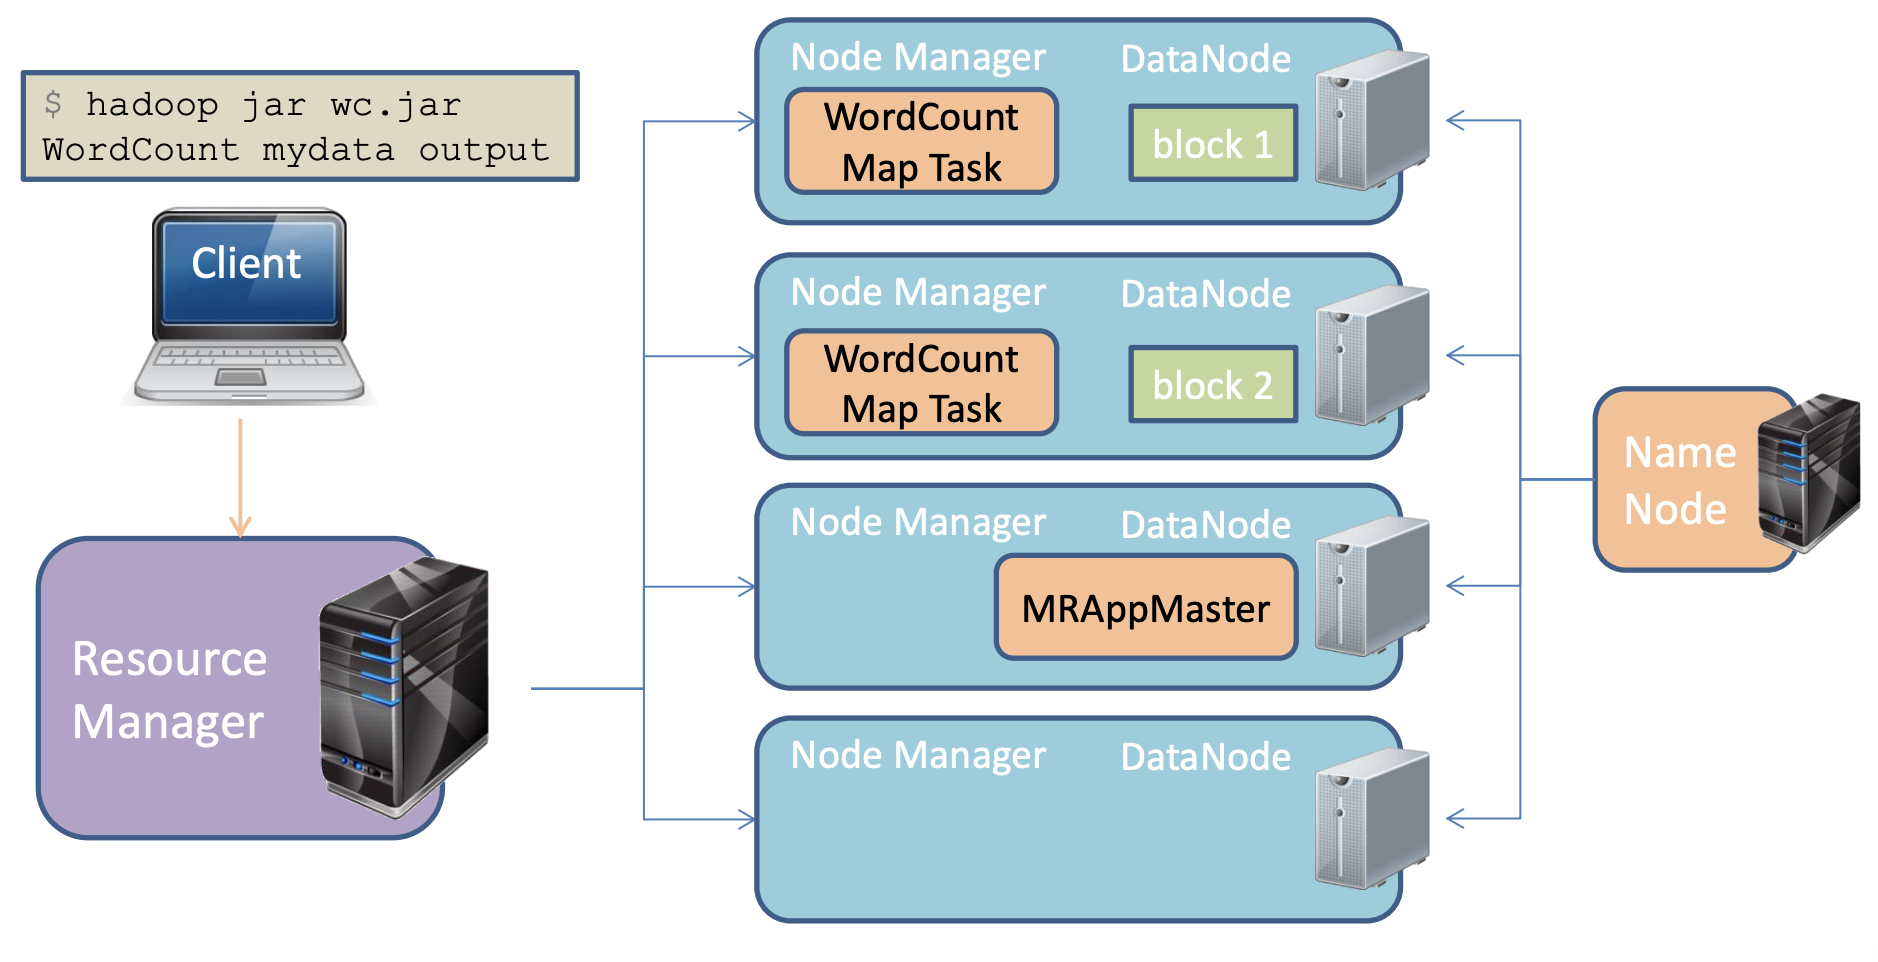 $ hadoop jar wc.jar
WordCount mydata output
Client
Resource
Manager
Node Manager
DataNode
WordCount
Map Task
block 1
Node Manager
DataNode
WordCount
Map Task
block 2
Node Manager
DataNode
MRAppMaster
Node Manager
DataNode
Name
Node